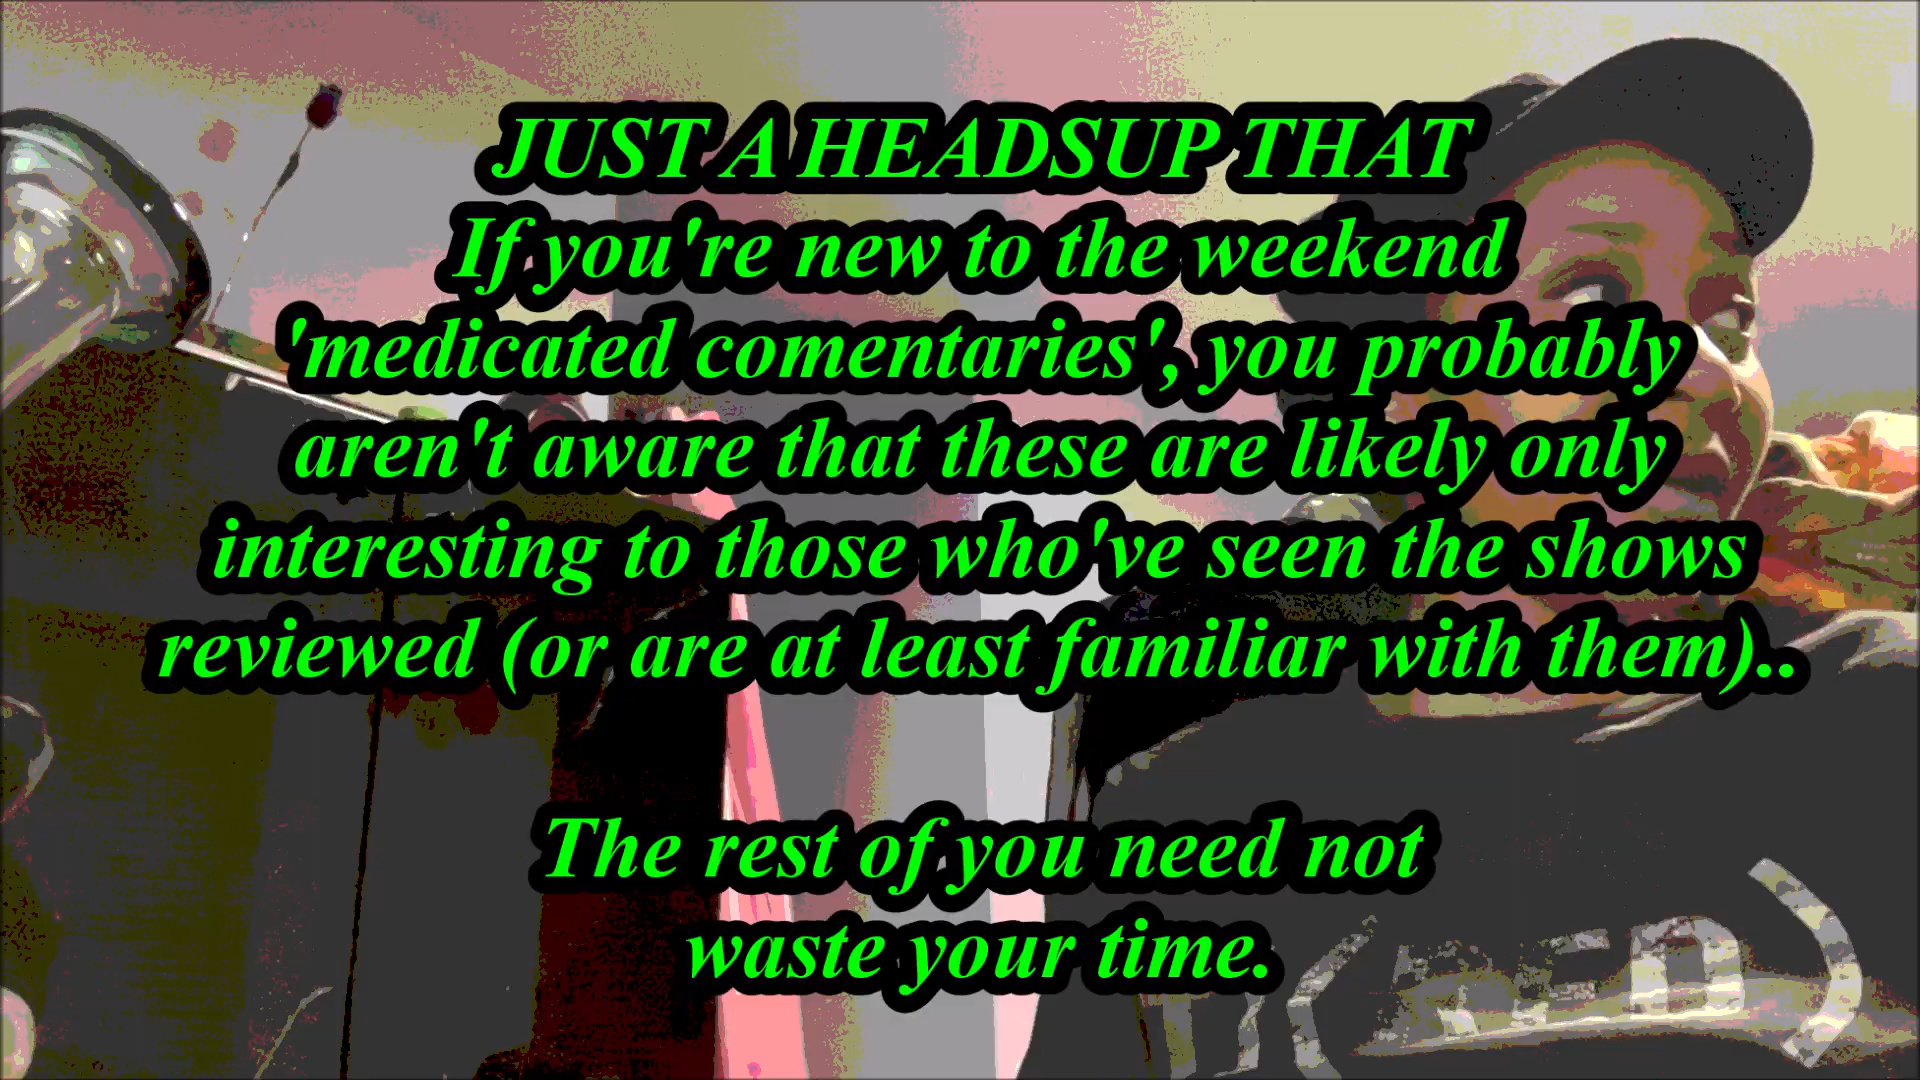 JUST A HEADSUP THAT
If you're new to the weekend
'medicated comentaries', you probably
aren't aware that these are likely only
interesting to those who've seen the shows
reviewed (or are at least familiar with them)..
The rest of you need not
waste your time.